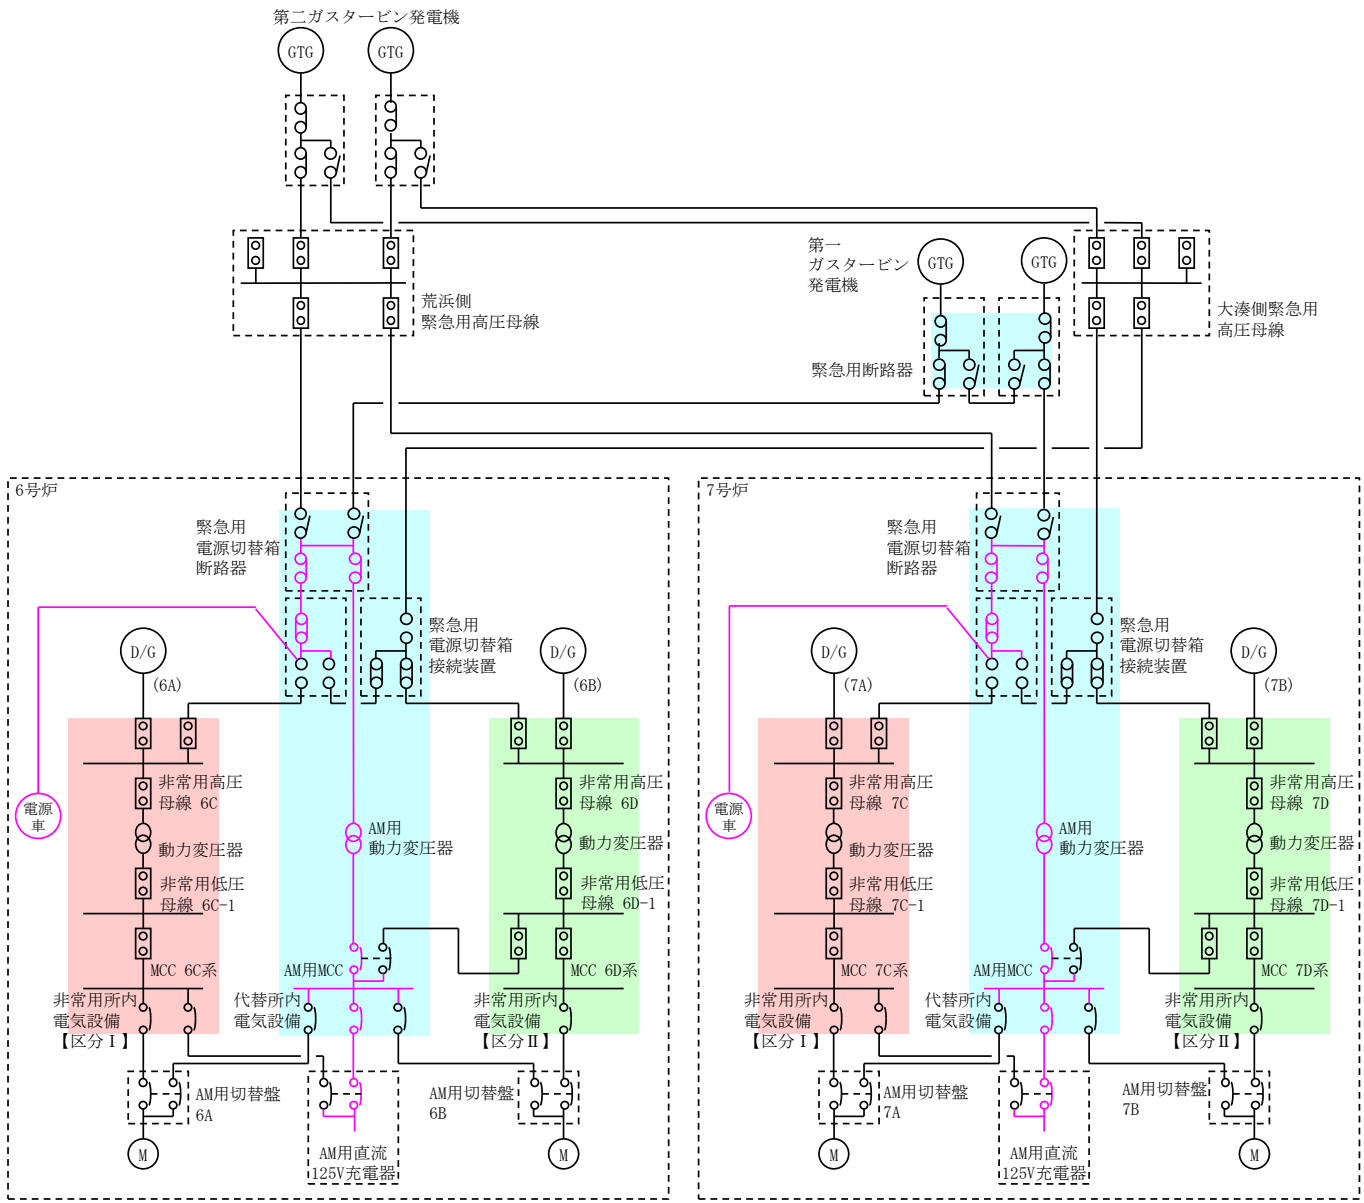 第二ガスタービン発電機
GTG
GTG
第一
ガスタービン
発電機
GTG
GTG
荒浜側
緊急用高圧母線
大湊側緊急用
高圧母線
緊急用断路器
6号炉
緊急用
電源切替箱
断路器
緊急用
電源切替箱
接続装置
D/G
(6A)
D/G
(6B)
電源
車
非常用高圧
母線 6C
動力変圧器
非常用低圧
母線 6C-1
MCC 6C系
非常用所内
電気設備
【区分Ⅰ】
AM用
動力変圧器
AM用MCC
代替所内
電気設備
非常用高圧
母線 6D
動力変圧器
非常用低圧
母線 6D-1
MCC 6D系
非常用所内
電気設備
【区分Ⅱ】
AM用切替盤
6A
AM用切替盤
6B
M
AM用直流
125V充電器
M
7号炉
緊急用
電源切替箱
断路器
緊急用
電源切替箱
接続装置
D/G
(7A)
D/G
(7B)
電源
車
非常用高圧
母線 7C
動力変圧器
非常用低圧
母線 7C-1
MCC 7C系
非常用所内
電気設備
【区分Ⅰ】
AM用
動力変圧器
AM用MCC
代替所内
電気設備
非常用高圧
母線 7D
動力変圧器
非常用低圧
母線 7D-1
MCC 7D系
非常用所内
電気設備
【区分Ⅱ】
AM用切替盤
7A
AM用切替盤
7B
M
AM用直流
125V充電器
M